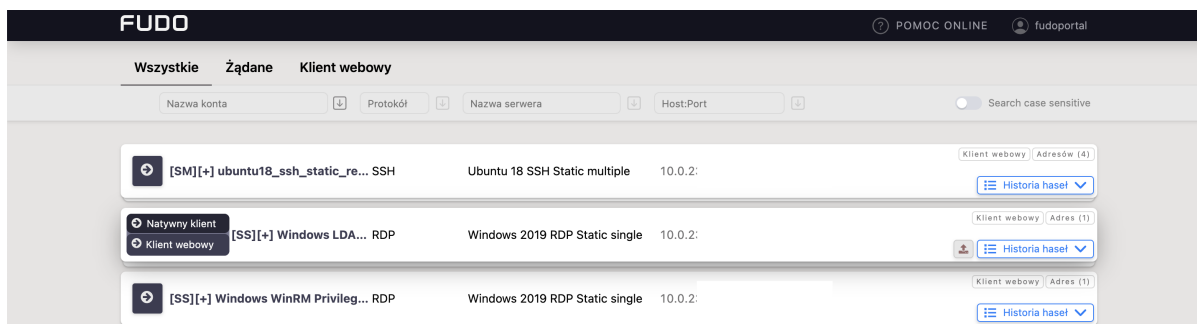 FUDO
POMOC ONLINE
fudoportal
Wszystkie Żądane Klient webowy
Nazwa konta Protokół Nazwa serwera Host:Port Search case sensitive
Klient webowy Adresów (4)
[SM][+] ubuntu18_ssh_static_re... SSH Ubuntu 18 SSH Static multiple 10.0.2
Historia haseł
Klient webowy Adres (1)
Natywny klient
Klient webowy
[SS][+] Windows LDA... RDP Windows 2019 RDP Static single 10.0.2
Historia haseł
Klient webowy Adres (1)
[SS][+] Windows WinRM Privileg... RDP Windows 2019 RDP Static single 10.0.2
Historia haseł